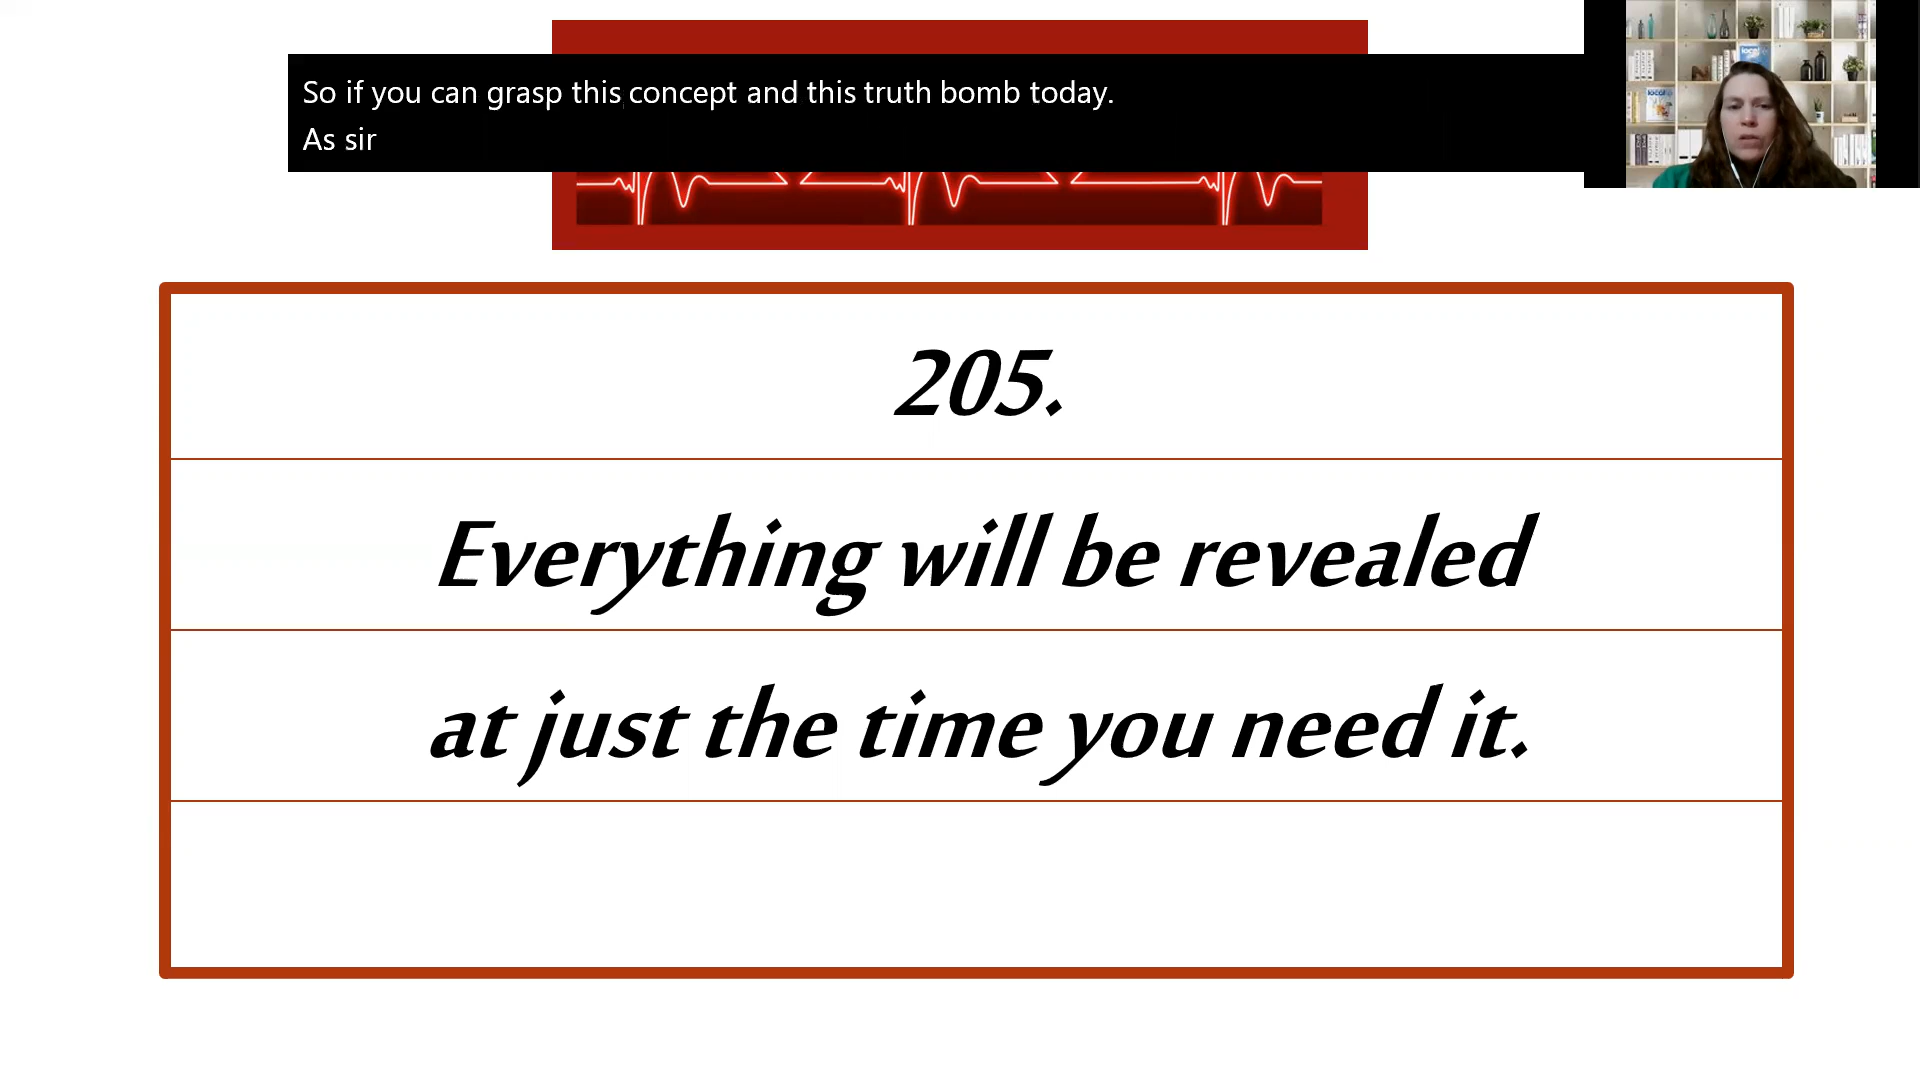 So if you can grasp this concept and this truth bomb today.
As sir
205.
Everything will be revealed
at just the time you need it.